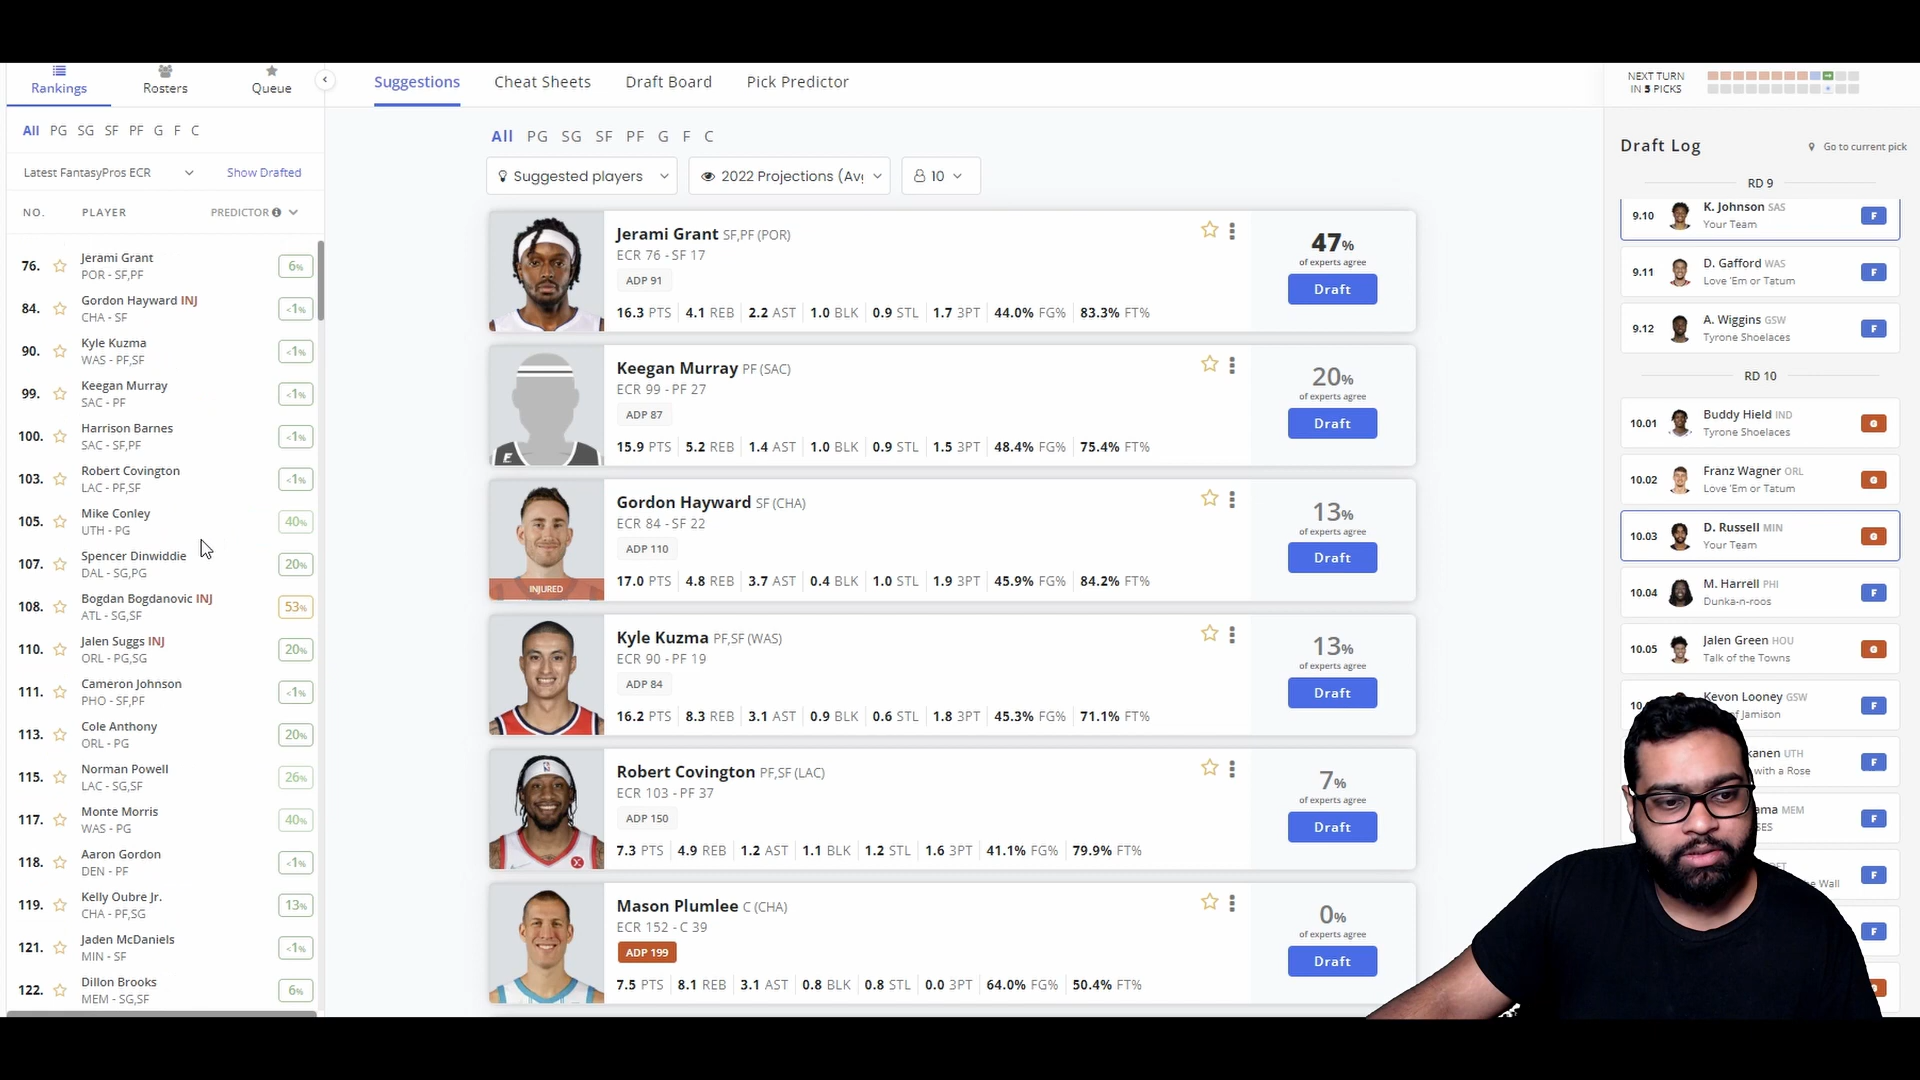 Rankings
Rosters
Queue
All PG SG SF PF G F C
Latest FantasyPros ECR
Show Drafted
NO. PLAYER PREDICTOR
76. Jerami Grant 6%
POR - SF,PF
84. Gordon Hayward INJ <1%
CHA - SF
90. Kyle Kuzma <1%
WAS - PF,SF
99. Keegan Murray <1%
SAC - PF
100. Harrison Barnes <1%
SAC - SF,PF
103. Robert Covington <1%
LAC - PF,SF
105. Mike Conley 40%
UTH - PG
107. Spencer Dinwiddie 20%
DAL - SG,PG
108. Bogdan Bogdanovic INJ 53%
ATL - SG,SF
110. Jalen Suggs INJ 20%
ORL - PG,SG
111. Cameron Johnson <1%
PHO - SF,PF
113. Cole Anthony 20%
ORL - PG
115. Norman Powell 26%
LAC - SG,SF
117. Monte Morris 40%
WAS - PG
118. Aaron Gordon <1%
DEN - PF
119. Kelly Oubre Jr. 13%
CHA - PF,SG
121. Jaden McDaniels <1%
MIN - SF
122. Dillon Brooks 6%
MEM - SG,SF
Suggestions Cheat Sheets Draft Board Pick Predictor
All PG SG SF PF G F C
Suggested players
2022 Projections (Av
10
Jerami Grant SF,PF (POR)
ECR 76 - SF 17
ADP 91
16.3 PTS 4.1 REB 2.2 AST 1.0 BLK 0.9 STL 1.7 3PT 44.0% FG% 83.3% FT%
47%
of experts agree
Draft
Keegan Murray PF (SAC)
ECR 99 - PF 27
ADP 87
15.9 PTS 5.2 REB 1.4 AST 1.0 BLK 0.9 STL 1.5 3PT 48.4% FG% 75.4% FT%
20%
of experts agree
Draft
E
Gordon Hayward SF (CHA)
ECR 84 - SF 22
ADP 110
17.0 PTS 4.8 REB 3.7 AST 0.4 BLK 1.0 STL 1.9 3PT 45.9% FG% 84.2% FT%
13%
of experts agree
Draft
INJURED
Kyle Kuzma PF,SF (WAS)
ECR 90 - PF 19
ADP 84
16.2 PTS 8.3 REB 3.1 AST 0.9 BLK 0.6 STL 1.8 3PT 45.3% FG% 71.1% FT%
13%
of experts agree
Draft
Robert Covington PF,SF (LAC)
ECR 103 - PF 37
ADP 150
7.3 PTS 4.9 REB 1.2 AST 1.1 BLK 1.2 STL 1.6 3PT 41.1% FG% 79.9% FT%
7%
of experts agree
Draft
Mason Plumlee C (CHA)
ECR 152 - C 39
ADP 199
7.5 PTS 8.1 REB 3.1 AST 0.8 BLK 0.8 STL 0.0 3PT 64.0% FG% 50.4% FT%
0%
of experts agree
Draft
NEXT TURN
IN 5 PICKS
Draft Log
Go to current pick
RD 9
9.10 K. Johnson SAS F
Your Team
9.11 D. Gafford WAS F
Love 'Em or Tatum
9.12 A. Wiggins GSW F
Tyrone Shoelaces
RD 10
10.01 Buddy Hield IND G
Tyrone Shoelaces
10.02 Franz Wagner ORL G
Love 'Em or Tatum
10.03 D. Russell MIN G
Your Team
10.04 M. Harrell PHI F
Dunka-n-roos
10.05 Jalen Green HOU G
Talk of the Towns
10. Kevon Looney GSW F
of Jamison
kanen UTH F
with a Rose
ama MEM F
SES
F
e Wall
F